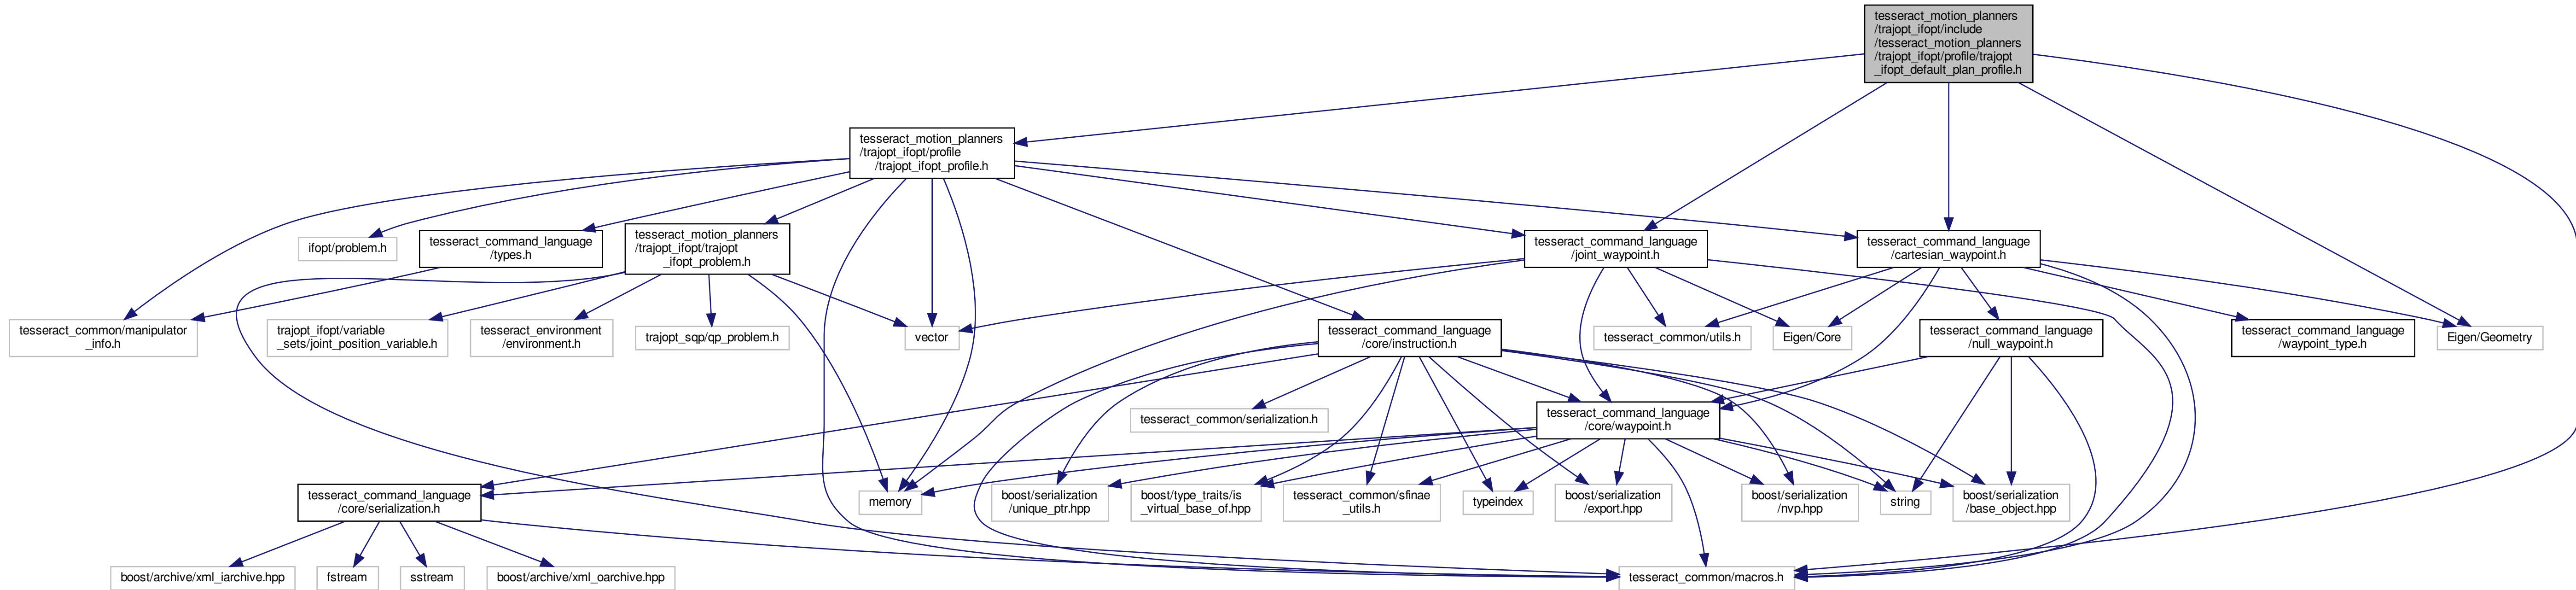 tesseract_motion_planners
/trajopt_ifopt/include
/tesseract_motion_planners
/trajopt_ifopt/profile/trajopt
_ifopt_default_plan_profile.h
tesseract_motion_planners
/trajopt_ifopt/profile
/trajopt_ifopt_profile.h
ifopt/problem.h
tesseract_command_language
/types.h
tesseract_motion_planners
/trajopt_ifopt/trajopt
_ifopt_problem.h
tesseract_command_language
/joint_waypoint.h
tesseract_command_language
/cartesian_waypoint.h
tesseract_common/manipulator
_info.h
trajopt_ifopt/variable
_sets/joint_position_variable.h
tesseract_environment
/environment.h
trajopt_sqp/qp_problem.h
vector
tesseract_command_language
/core/instruction.h
tesseract_common/utils.h
Eigen/Core
tesseract_command_language
/null_waypoint.h
tesseract_command_language
/waypoint_type.h
Eigen/Geometry
tesseract_common/serialization.h
tesseract_command_language
/core/waypoint.h
tesseract_command_language
/core/serialization.h
memory
boost/serialization
/unique_ptr.hpp
boost/type_traits/is
_virtual_base_of.hpp
tesseract_common/sfinae
_utils.h
typeindex
boost/serialization
/export.hpp
boost/serialization
/nvp.hpp
string
boost/serialization
/base_object.hpp
boost/archive/xml_iarchive.hpp
fstream
sstream
boost/archive/xml_oarchive.hpp
tesseract_common/macros.h